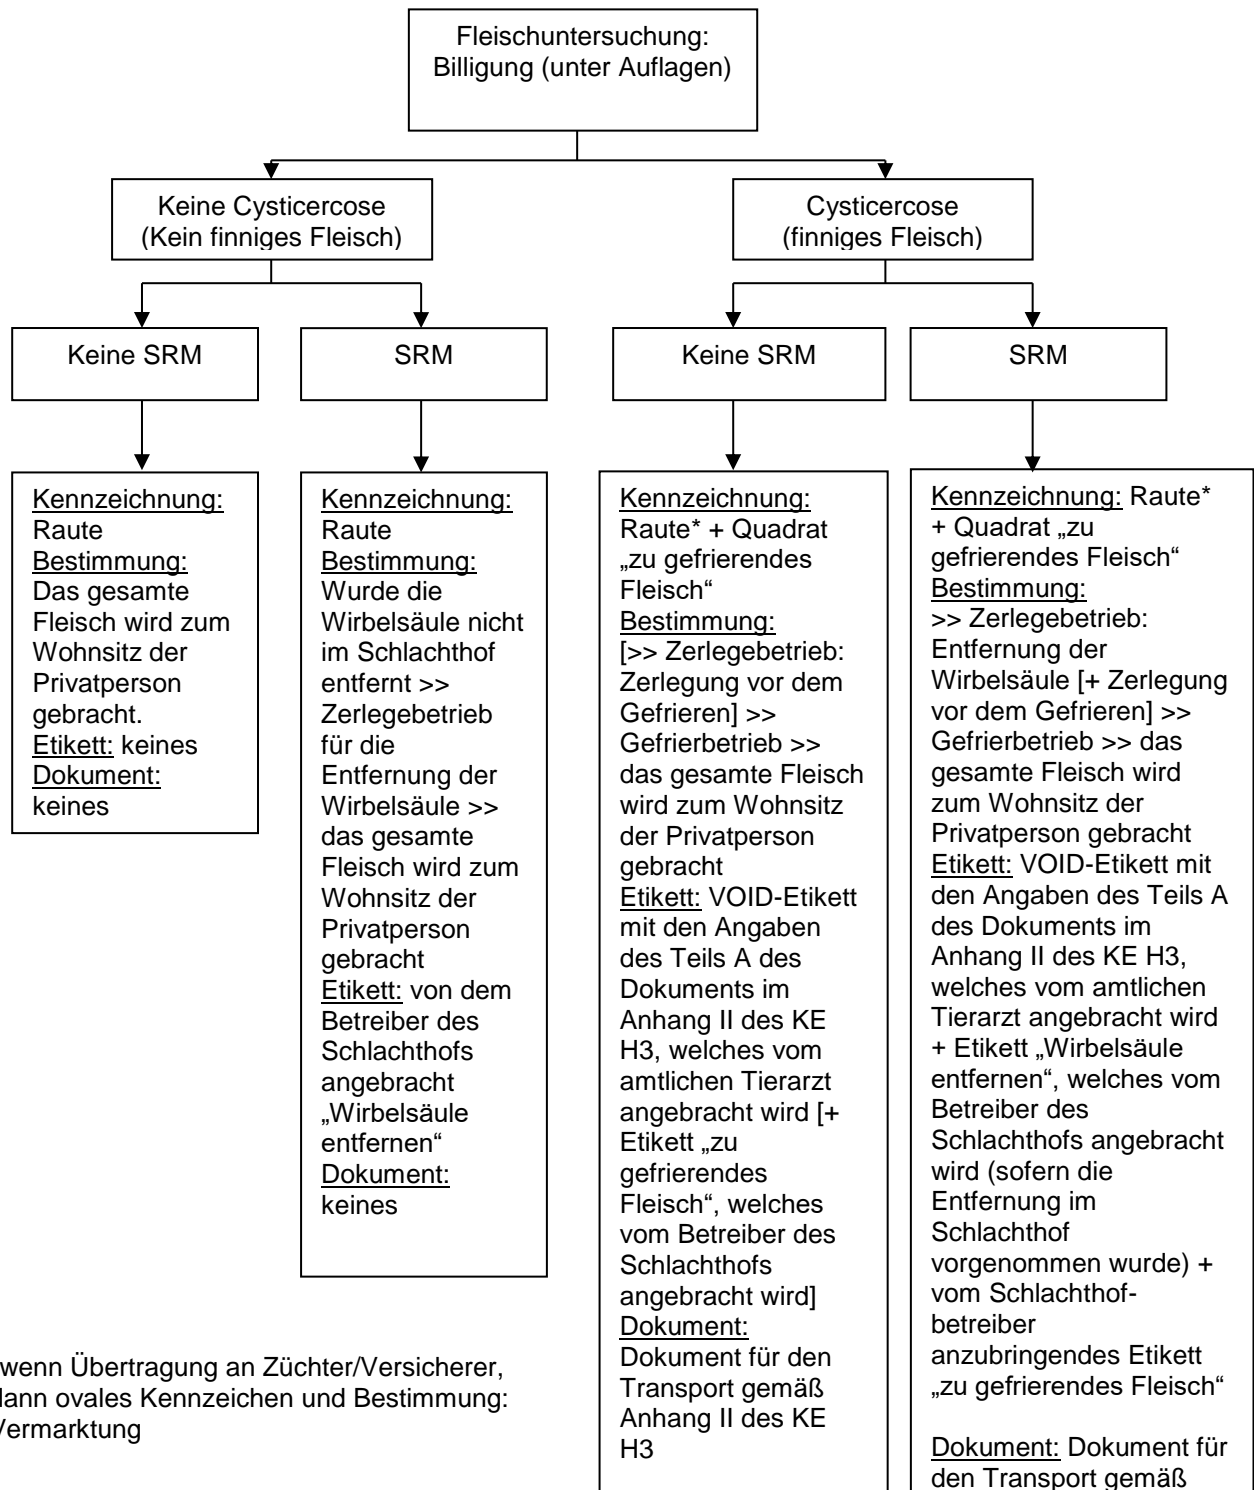 Fleischuntersuchung:
Billigung (unter Auflagen)
Keine Cysticercose
(Kein finniges Fleisch)
Cysticercose
(finniges Fleisch)
Keine SRM
SRM
Keine SRM
SRM
Kennzeichnung:
Raute
Bestimmung:
Das gesamte
Fleisch wird zum
Wohnsitz der
Privatperson
gebracht.
Etikett: keines
Dokument:
keines
Kennzeichnung:
Raute
Bestimmung:
Wurde die
Wirbelsäule nicht
im Schlachthof
entfernt >>
Zerlegebetrieb
für die
Entfernung der
Wirbelsäule >>
das gesamte
Fleisch wird zum
Wohnsitz der
Privatperson
gebracht
Etikett: von dem
Betreiber des
Schlachthofs
angebracht
„Wirbelsäule
entfernen“
Dokument:
keines
Kennzeichnung:
Raute* + Quadrat
„zu gefrierendes
Fleisch“
Bestimmung:
[>> Zerlegebetrieb:
Zerlegung vor dem
Gefrieren] >>
Gefrierbetrieb >>
das gesamte Fleisch
wird zum Wohnsitz
der Privatperson
gebracht
Etikett: VOID-Etikett
mit den Angaben
des Teils A des
Dokuments im
Anhang II des KE
H3, welches vom
amtlichen Tierarzt
angebracht wird [+
Etikett „zu
gefrierendes
Fleisch“, welches
vom Betreiber des
Schlachthofs
angebracht wird]
Dokument:
Dokument für den
Transport gemäß
Anhang II des KE
H3
Kennzeichnung: Raute*
+ Quadrat „zu
gefrierendes Fleisch“
Bestimmung:
>> Zerlegebetrieb:
Entfernung der
Wirbelsäule [+ Zerlegung
vor dem Gefrieren] >>
Gefrierbetrieb >> das
gesamte Fleisch wird
zum Wohnsitz der
Privatperson gebracht
Etikett: VOID-Etikett mit
den Angaben des Teils A
des Dokuments im
Anhang II des KE H3,
welches vom amtlichen
Tierarzt angebracht wird
+ Etikett „Wirbelsäule
entfernen“, welches vom
Betreiber des
Schlachthofs angebracht
wird (sofern die
Entfernung im
Schlachthof
vorgenommen wurde) +
vom Schlachthof-
betreiber
anzubringendes Etikett
„zu gefrierendes Fleisch“
Dokument: Dokument für
den Transport gemäß
wenn Übertragung an Züchter/Versicherer,
dann ovales Kennzeichen und Bestimmung:
Vermarktung